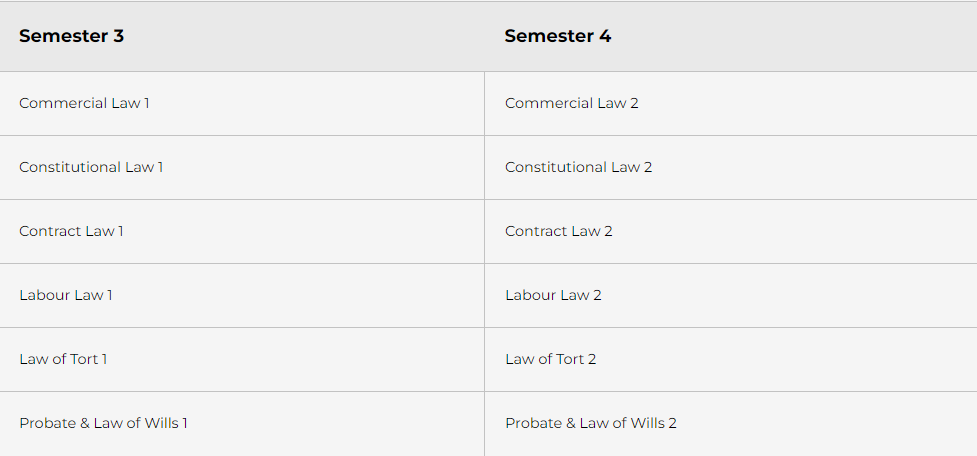 Semester 3 Semester 4
Commercial Law 1 Commercial Law 2
Constitutional Law 1 Constitutional Law 2
Contract Law 1 Contract Law 2
Labour Law 1 Labour Law 2
Law of Tort 1 Law of Tort 2
Probate & Law of Wills 1 Probate & Law of Wills 2